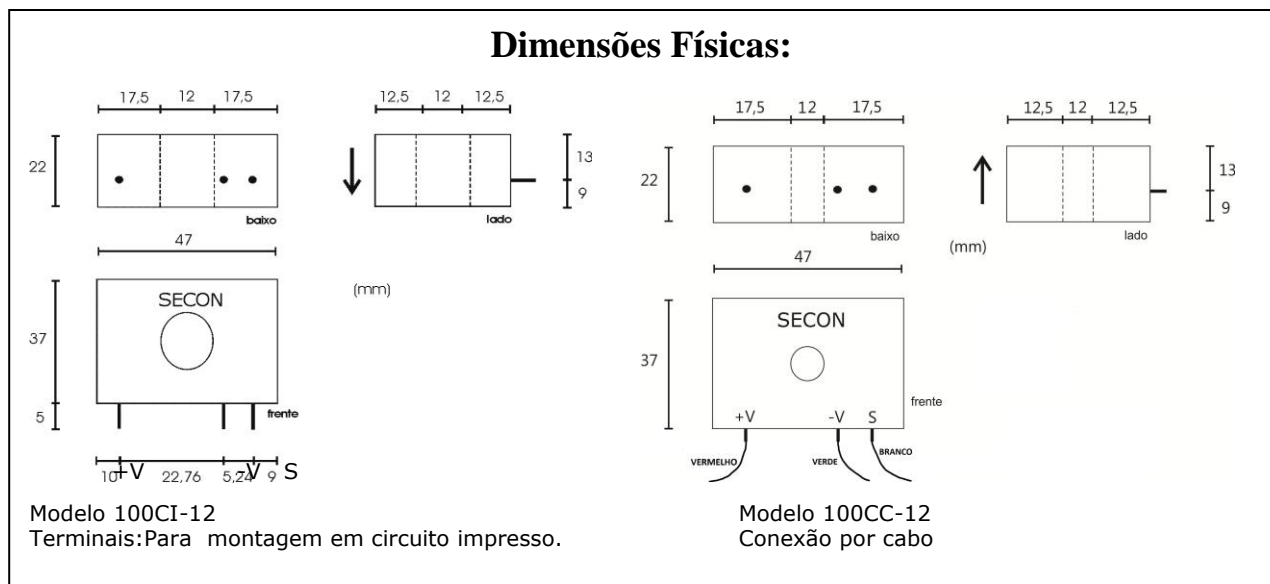 Dimensões Físicas:
17,5 12 17,5
22
baixo
12,5 12 12,5
13
9
lado
47
SECON
37
5
frente
(mm)
10 +V 22,76 5,24 -V 9 S
Modelo 100CI-12
Terminais:Para montagem em circuito impresso.
17,5 12 17,5
22
baixo
12,5 12 12,5
13
9
lado
(mm)
47
SECON
37
+V -V S
frente
VERMELHO VERDE BRANCO
Modelo 100CC-12
Conexão por cabo